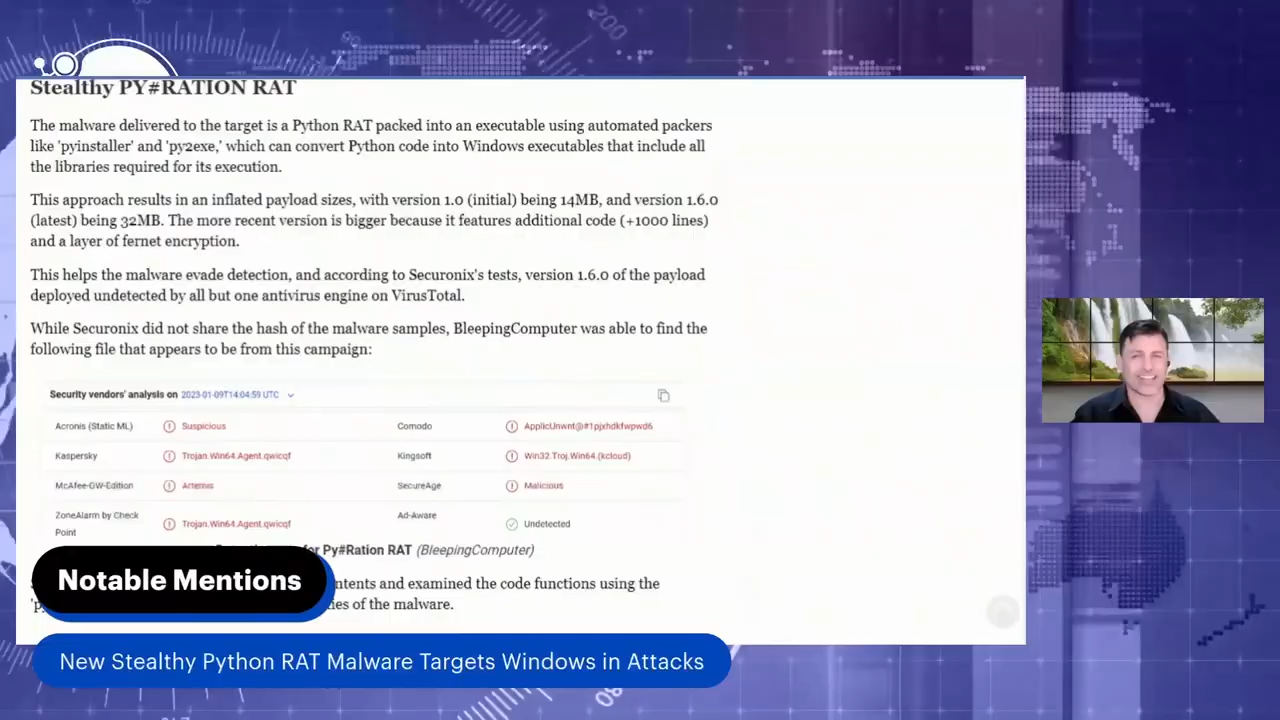 Stealthy PY#RATION RAT
The malware delivered to the target is a Python RAT packed into an executable using automated packers
like 'pyinstaller' and 'py2exe,' which can convert Python code into Windows executables that include all
the libraries required for its execution.
This approach results in an inflated payload sizes, with version 1.0 (initial) being 14MB, and version 1.6.0
(latest) being 32MB. The more recent version is bigger because it features additional code (+1000 lines)
and a layer of fernet encryption.
This helps the malware evade detection, and according to Securonix's tests, version 1.6.0 of the payload
deployed undetected by all but one antivirus engine on VirusTotal.
While Securonix did not share the hash of the malware samples, BleepingComputer was able to find the
following file that appears to be from this campaign:
Security vendors' analysis on 2023-01-09T14:04:59 UTC
Acronis (Static ML) Suspicious Comodo ApplicUnwnt@#1pjxhdkfwpwd6
Kaspersky Trojan.Win64.Agent.qwicqf Kingsoft Win32.Troj.Win64.(kcloud)
McAfee-GW-Edition Artemis SecureAge Malicious
ZoneAlarm by Check
Point Trojan.Win64.Agent.qwicqf Ad-Aware Undetected
for Py#Ration RAT (BleepingComputer)
and examined the code functions using the
of the malware.
Notable Mentions
New Stealthy Python RAT Malware Targets Windows in Attacks
200